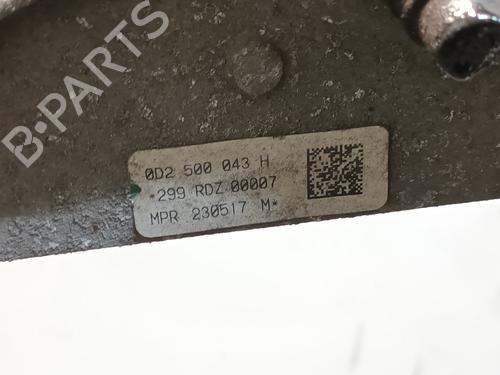 B-PARTS
0D2 500 043 H
*299 RDZ 00007
MPR 230517 M*